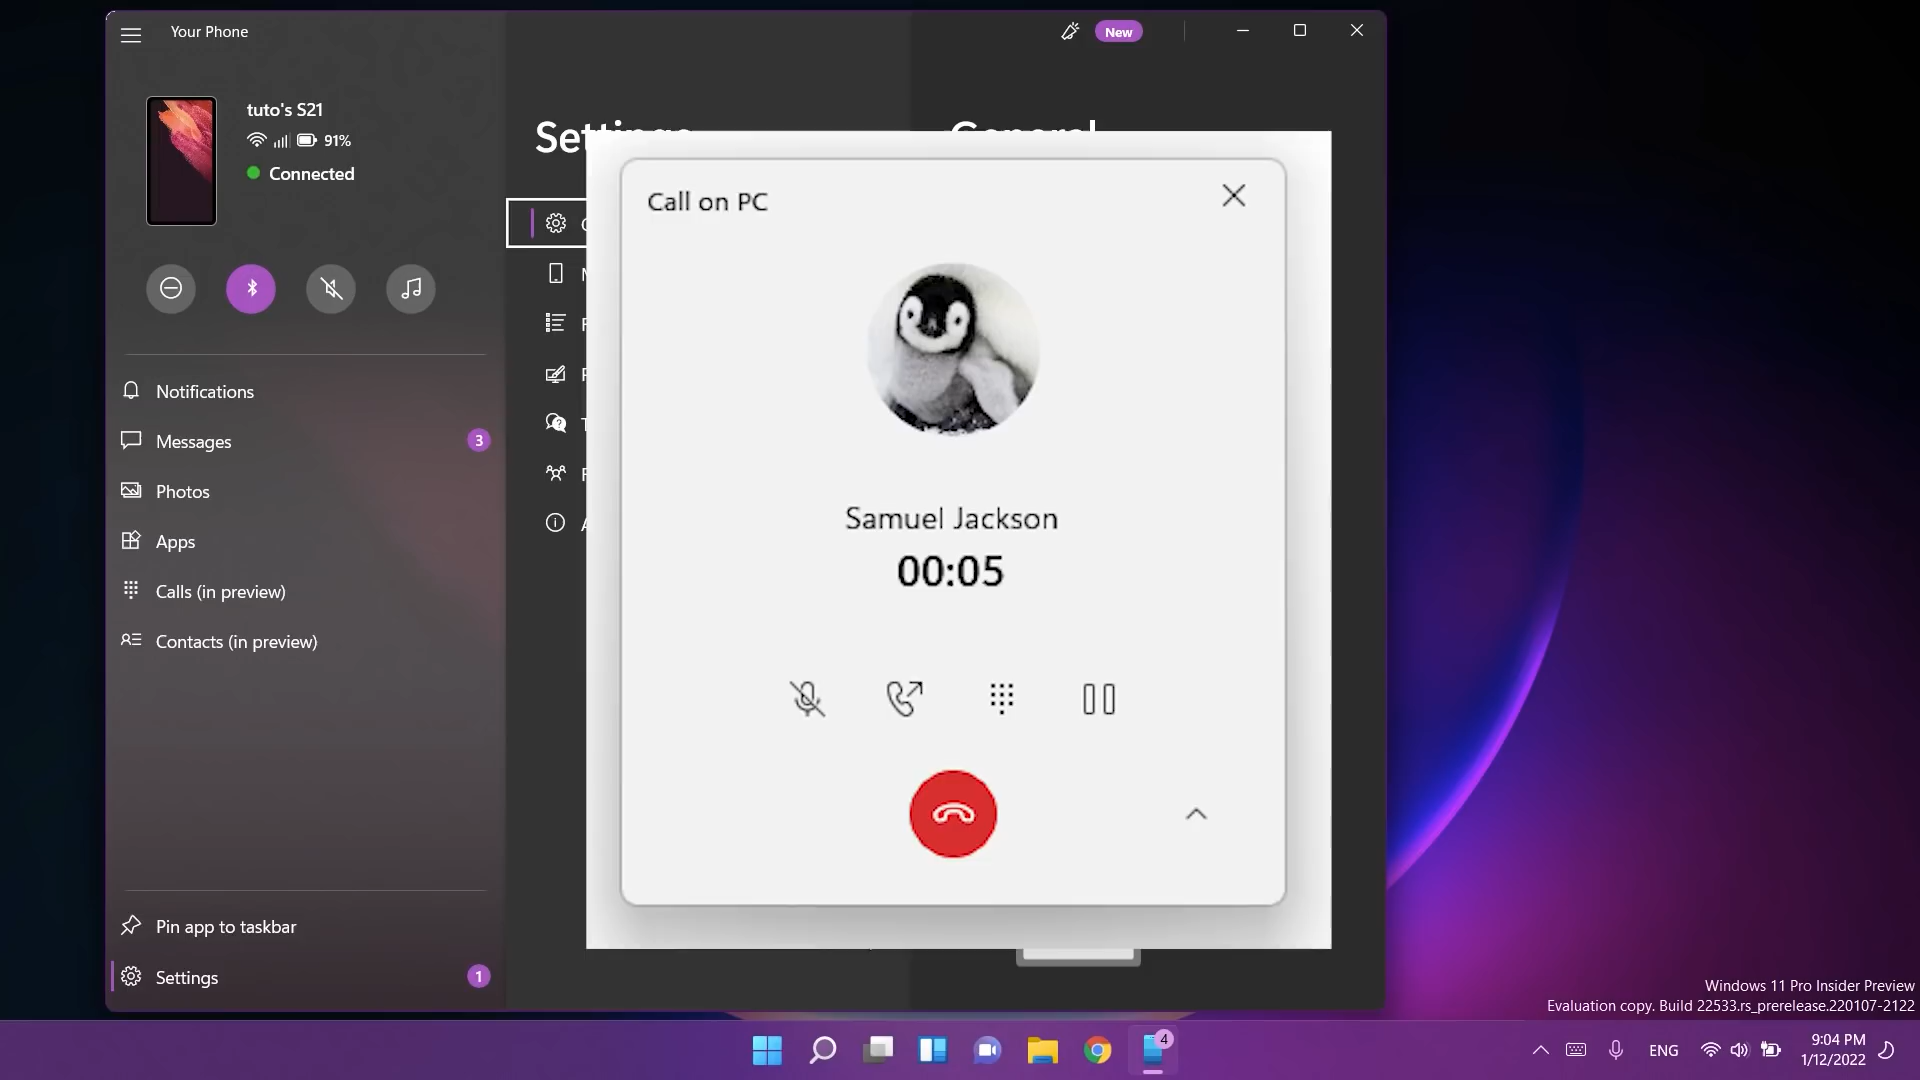 Your Phone
New
tuto's S21
91%
Connected
Notifications
Messages
3
Photos
Apps
Calls (in preview)
Contacts (in preview)
Pin app to taskbar
Settings
1
Settings
General
Call on PC
Samuel Jackson
00:05
Windows 11 Pro Insider Preview
Evaluation copy. Build 22533.rs_prerelease.220107-2122
4
ENG
9:04 PM
1/12/2022